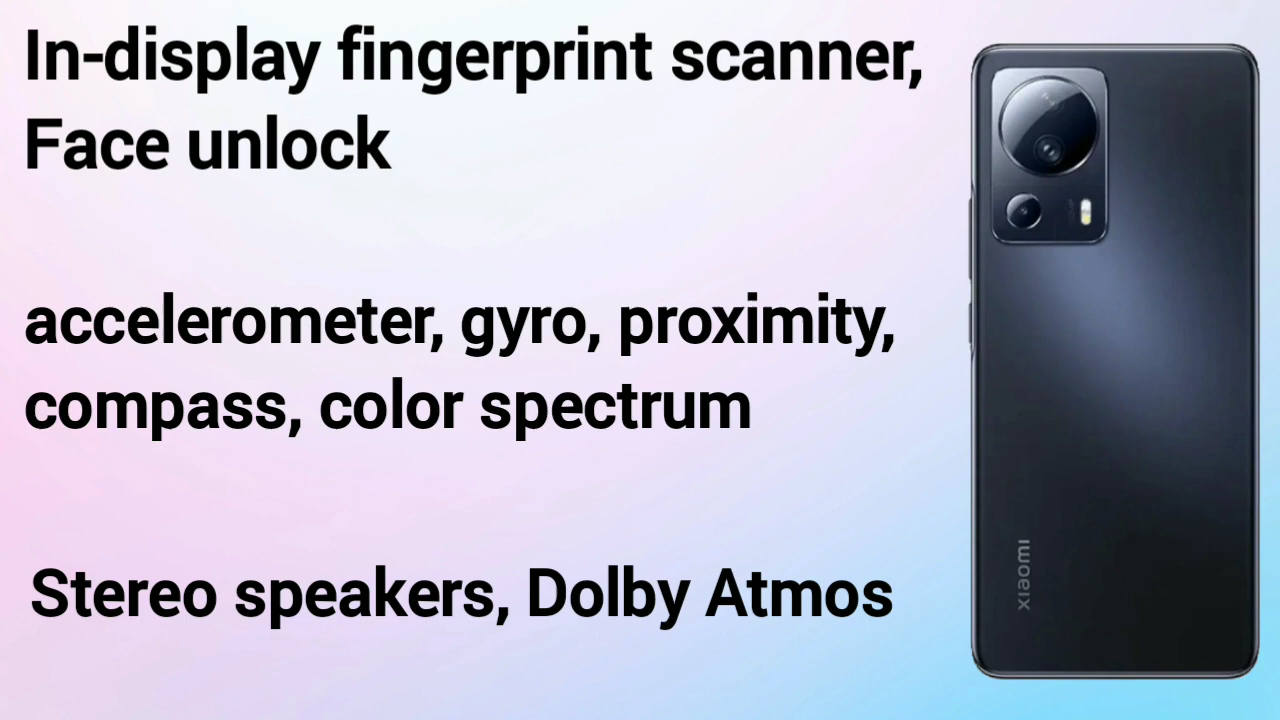 In-display fingerprint scanner,
Face unlock
accelerometer, gyro, proximity,
compass, color spectrum
Stereo speakers, Dolby Atmos
xiaomi